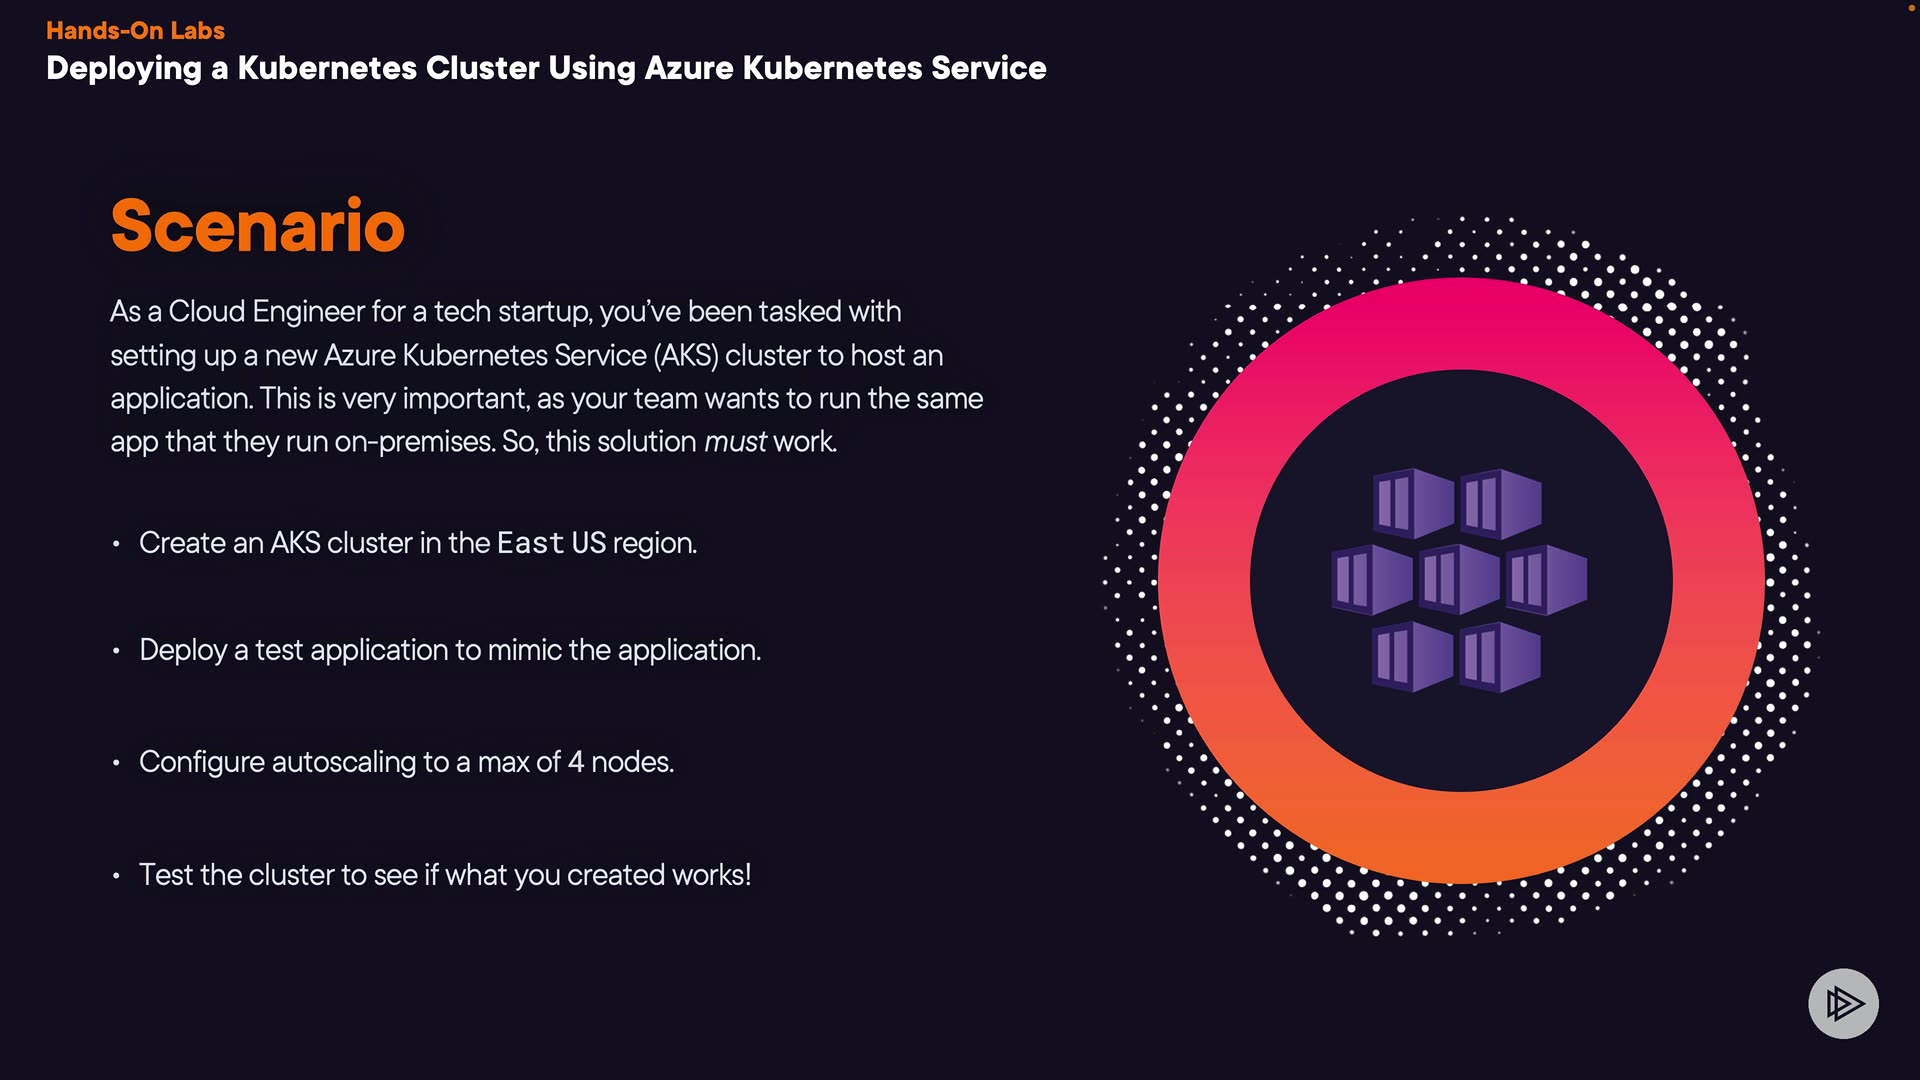 Hands-On Labs
Deploying a Kubernetes Cluster Using Azure Kubernetes Service
Scenario
As a Cloud Engineer for a tech startup, you’ve been tasked with
setting up a new Azure Kubernetes Service (AKS) cluster to host an
application. This is very important, as your team wants to run the same
app that they run on-premises. So, this solution must work.
• Create an AKS cluster in the East US region.
• Deploy a test application to mimic the application.
• Configure autoscaling to a max of 4 nodes.
• Test the cluster to see if what you created works!